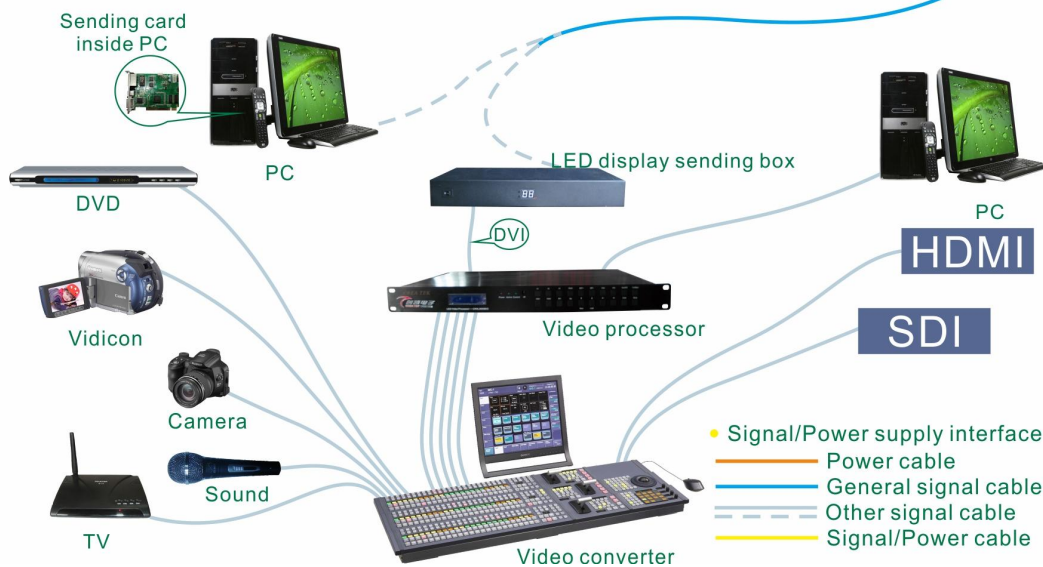 Sending card
inside PC
PC
LED display sending box
88
DVD
DVI
PC
HDMI
Vidicon
Video processor
SDI
Camera
Sound
TV
Video converter
Signal/Power supply interface
Power cable
General signal cable
Other signal cable
Signal/Power cable